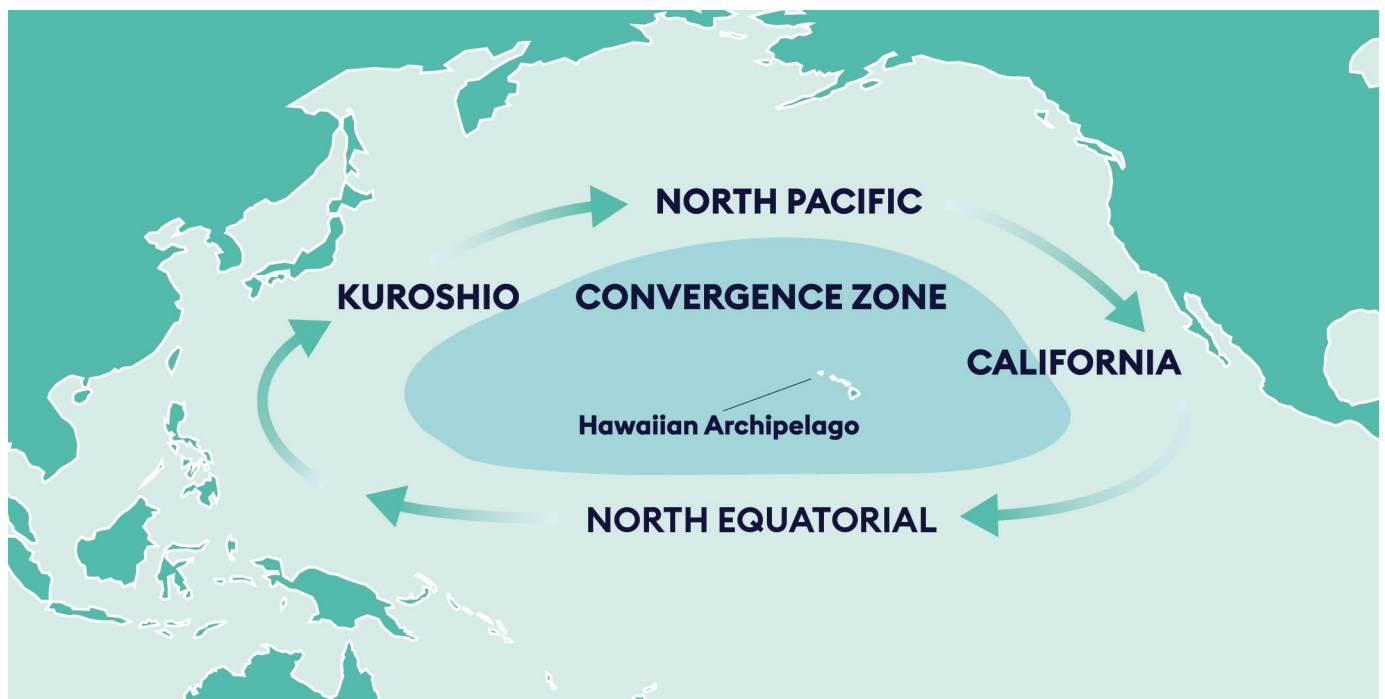 NORTH PACIFIC
KUROSHIO
CONVERGENCE ZONE
CALIFORNIA
Hawaiian Archipelago
NORTH EQUATORIAL